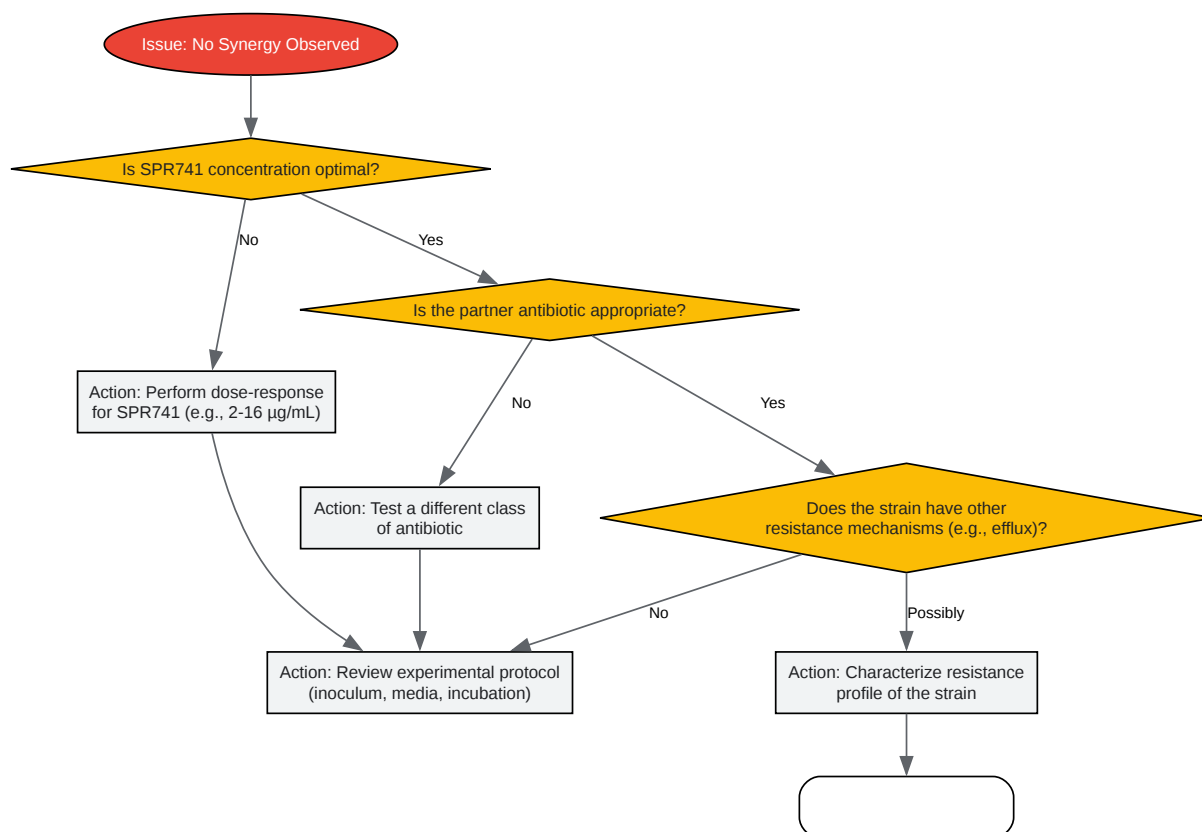 Issue: No Synergy Observed
Is SPR741 concentration optimal?
No
Yes
Is the partner antibiotic appropriate?
Action: Perform dose-response
for SPR741 (e.g., 2-16 µg/mL)
No
Yes
Action: Test a different class
of antibiotic
Does the strain have other
resistance mechanisms (e.g., efflux)?
No
Possibly
Action: Review experimental protocol
(inoculum, media, incubation)
Action: Characterize resistance
profile of the strain